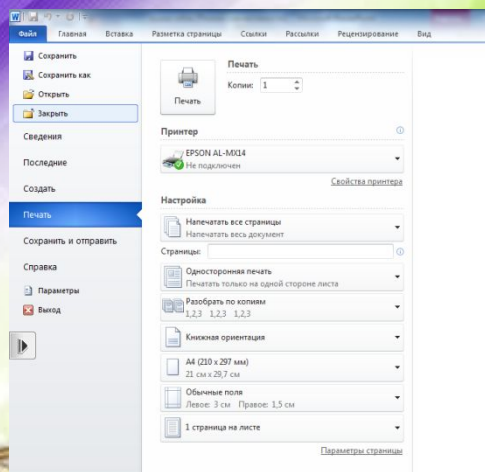 Файл Главная Вставка Разметка страницы Ссылки Рассылки Рецензирование Вид
Сохранить
Сохранить как
Открыть
Закрыть
Сведения
Последние
Создать
Печать
Сохранить и отправить
Справка
Параметры
Выход
Печать
Печать
Копии: 1
Принтер
EPSON AL-MX14
Не подключен
Свойства принтера
Настройка
Напечатать все страницы
Напечатать весь документ
Страницы:
Односторонняя печать
Печатать только на одной стороне листа
Разобрать по копиям
1,2,3 1,2,3 1,2,3
Книжная ориентация
A4 (210 x 297 мм)
21 см x 29,7 см
Обычные поля
Левое: 3 см Правое: 1,5 см
1 страница на листе
Параметры страницы